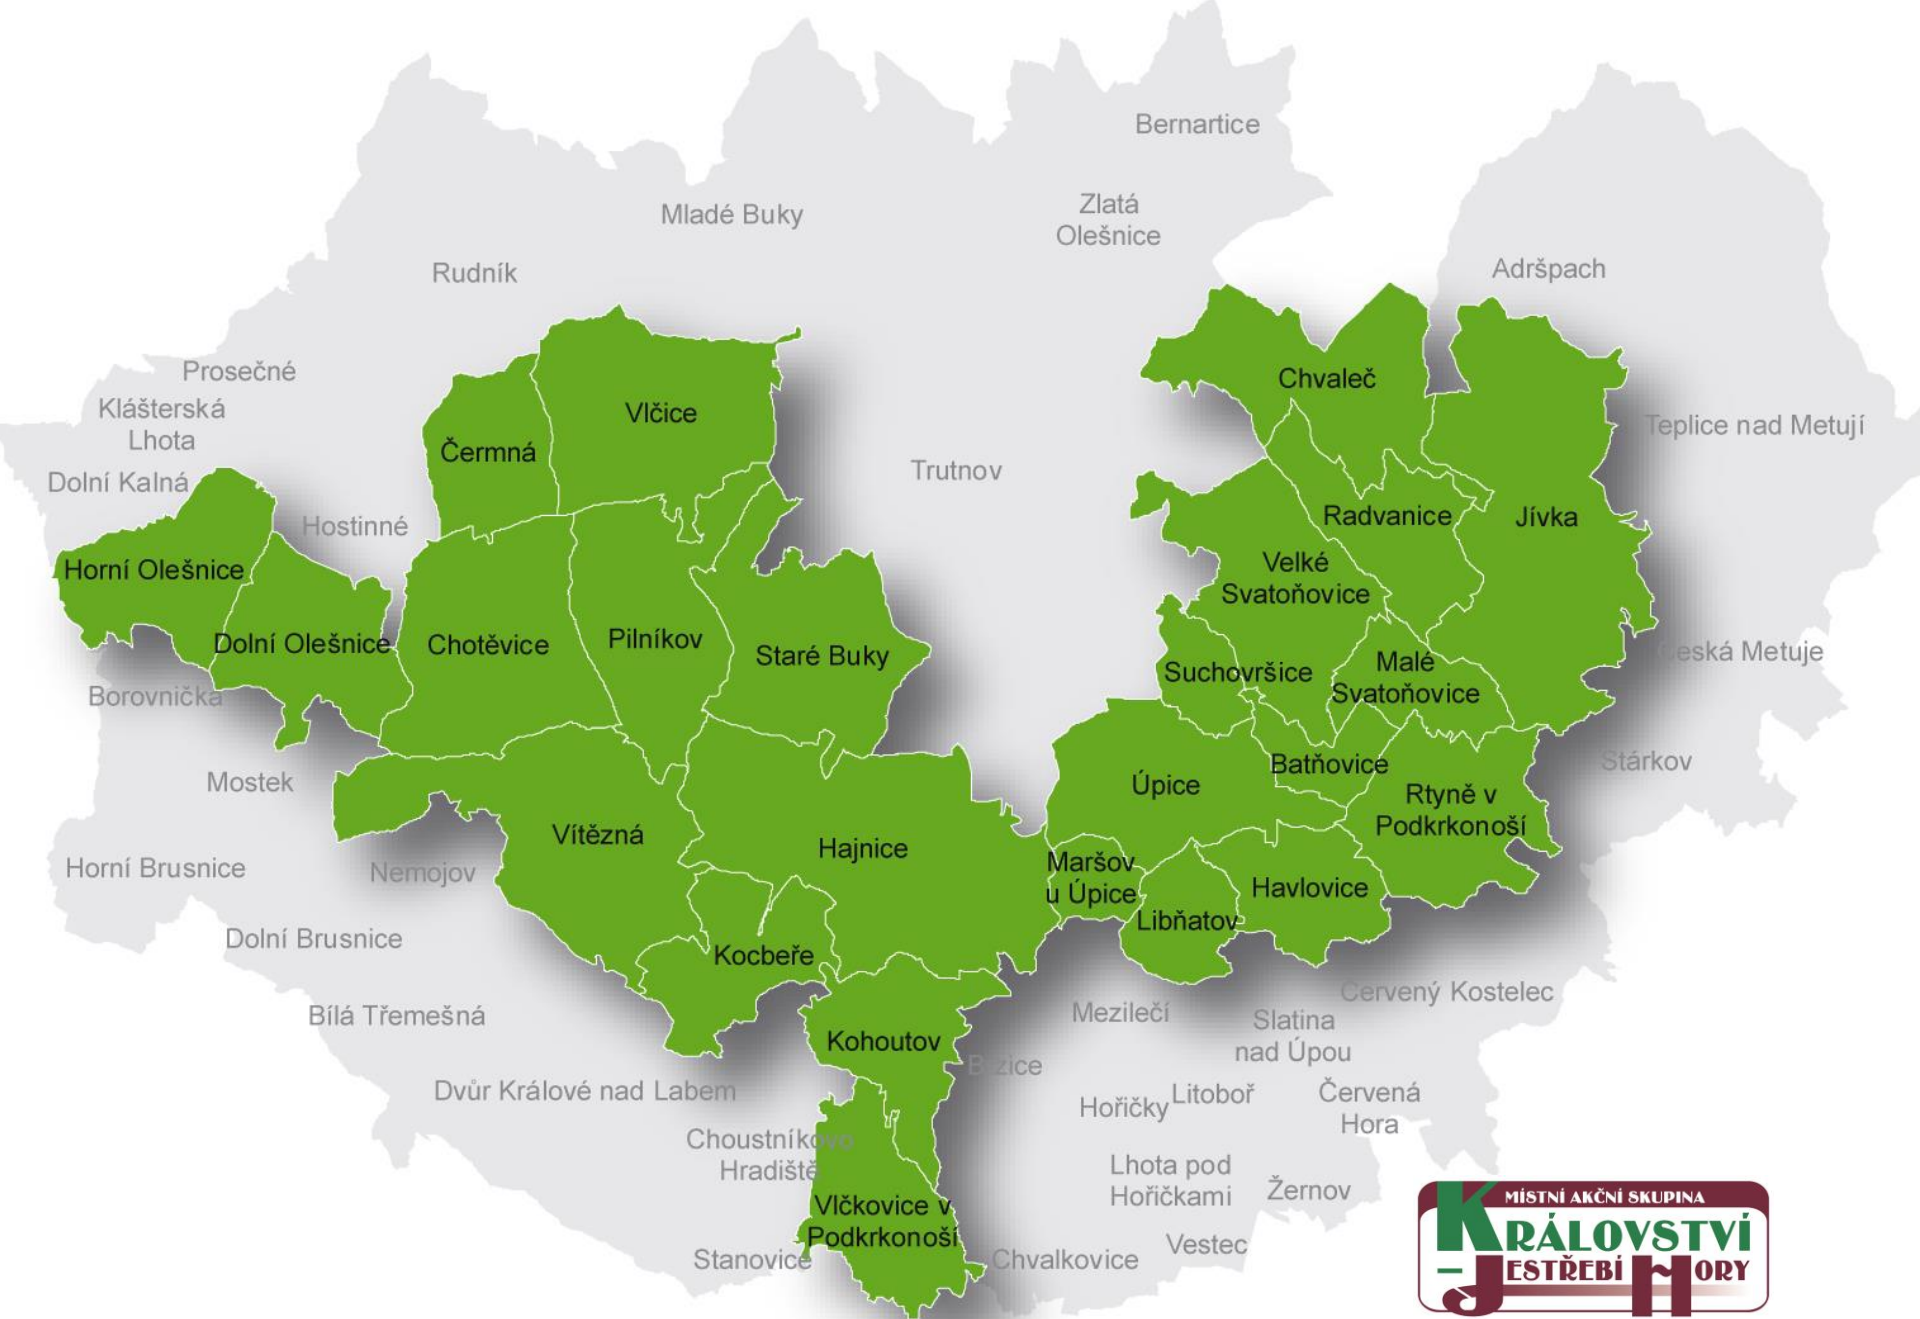 Bernartice
Mladé Buky
Zlatá
Olešnice
Rudník
Adršpach
Prosečné
Chvaleč
Klášterská
Lhota
Vlčice
Teplice nad Metují
Čermná
Trutnov
Dolní Kalná
Hostinné
Radvanice
Jívka
Horní Olešnice
Velké
Svatoňovice
Dolní Olešnice
Chotěvice
Pilníkov
Staré Buky
Suchovršice
Malé
Svatoňovice
Česká Metuje
Borovnička
Mostek
Úpice
Batňovice
Stárkov
Rtyně v
Podkrkonoší
Vítězná
Hajnice
Horní Brusnice
Nemojov
Maršov
u Úpice
Havlovice
Libňatov
Dolní Brusnice
Kocbeře
Červený Kostelec
Bílá Třemešná
Mezilečí
Slatina
nad Úpou
Kohoutov
Dvůr Králové nad Labem
Hořičky
Litoboř
Červená
Hora
Choustníkovo
Hradiště
Lhota pod
Hořičkami
Žernov
Vlčkovice v
Podkrkonoší
Stanovice
Chvalkovice
Vestec
MÍSTNÍ AKČNÍ SKUPINA
KRÁLOVSTVÍ
– JESTŘEBÍ HORY